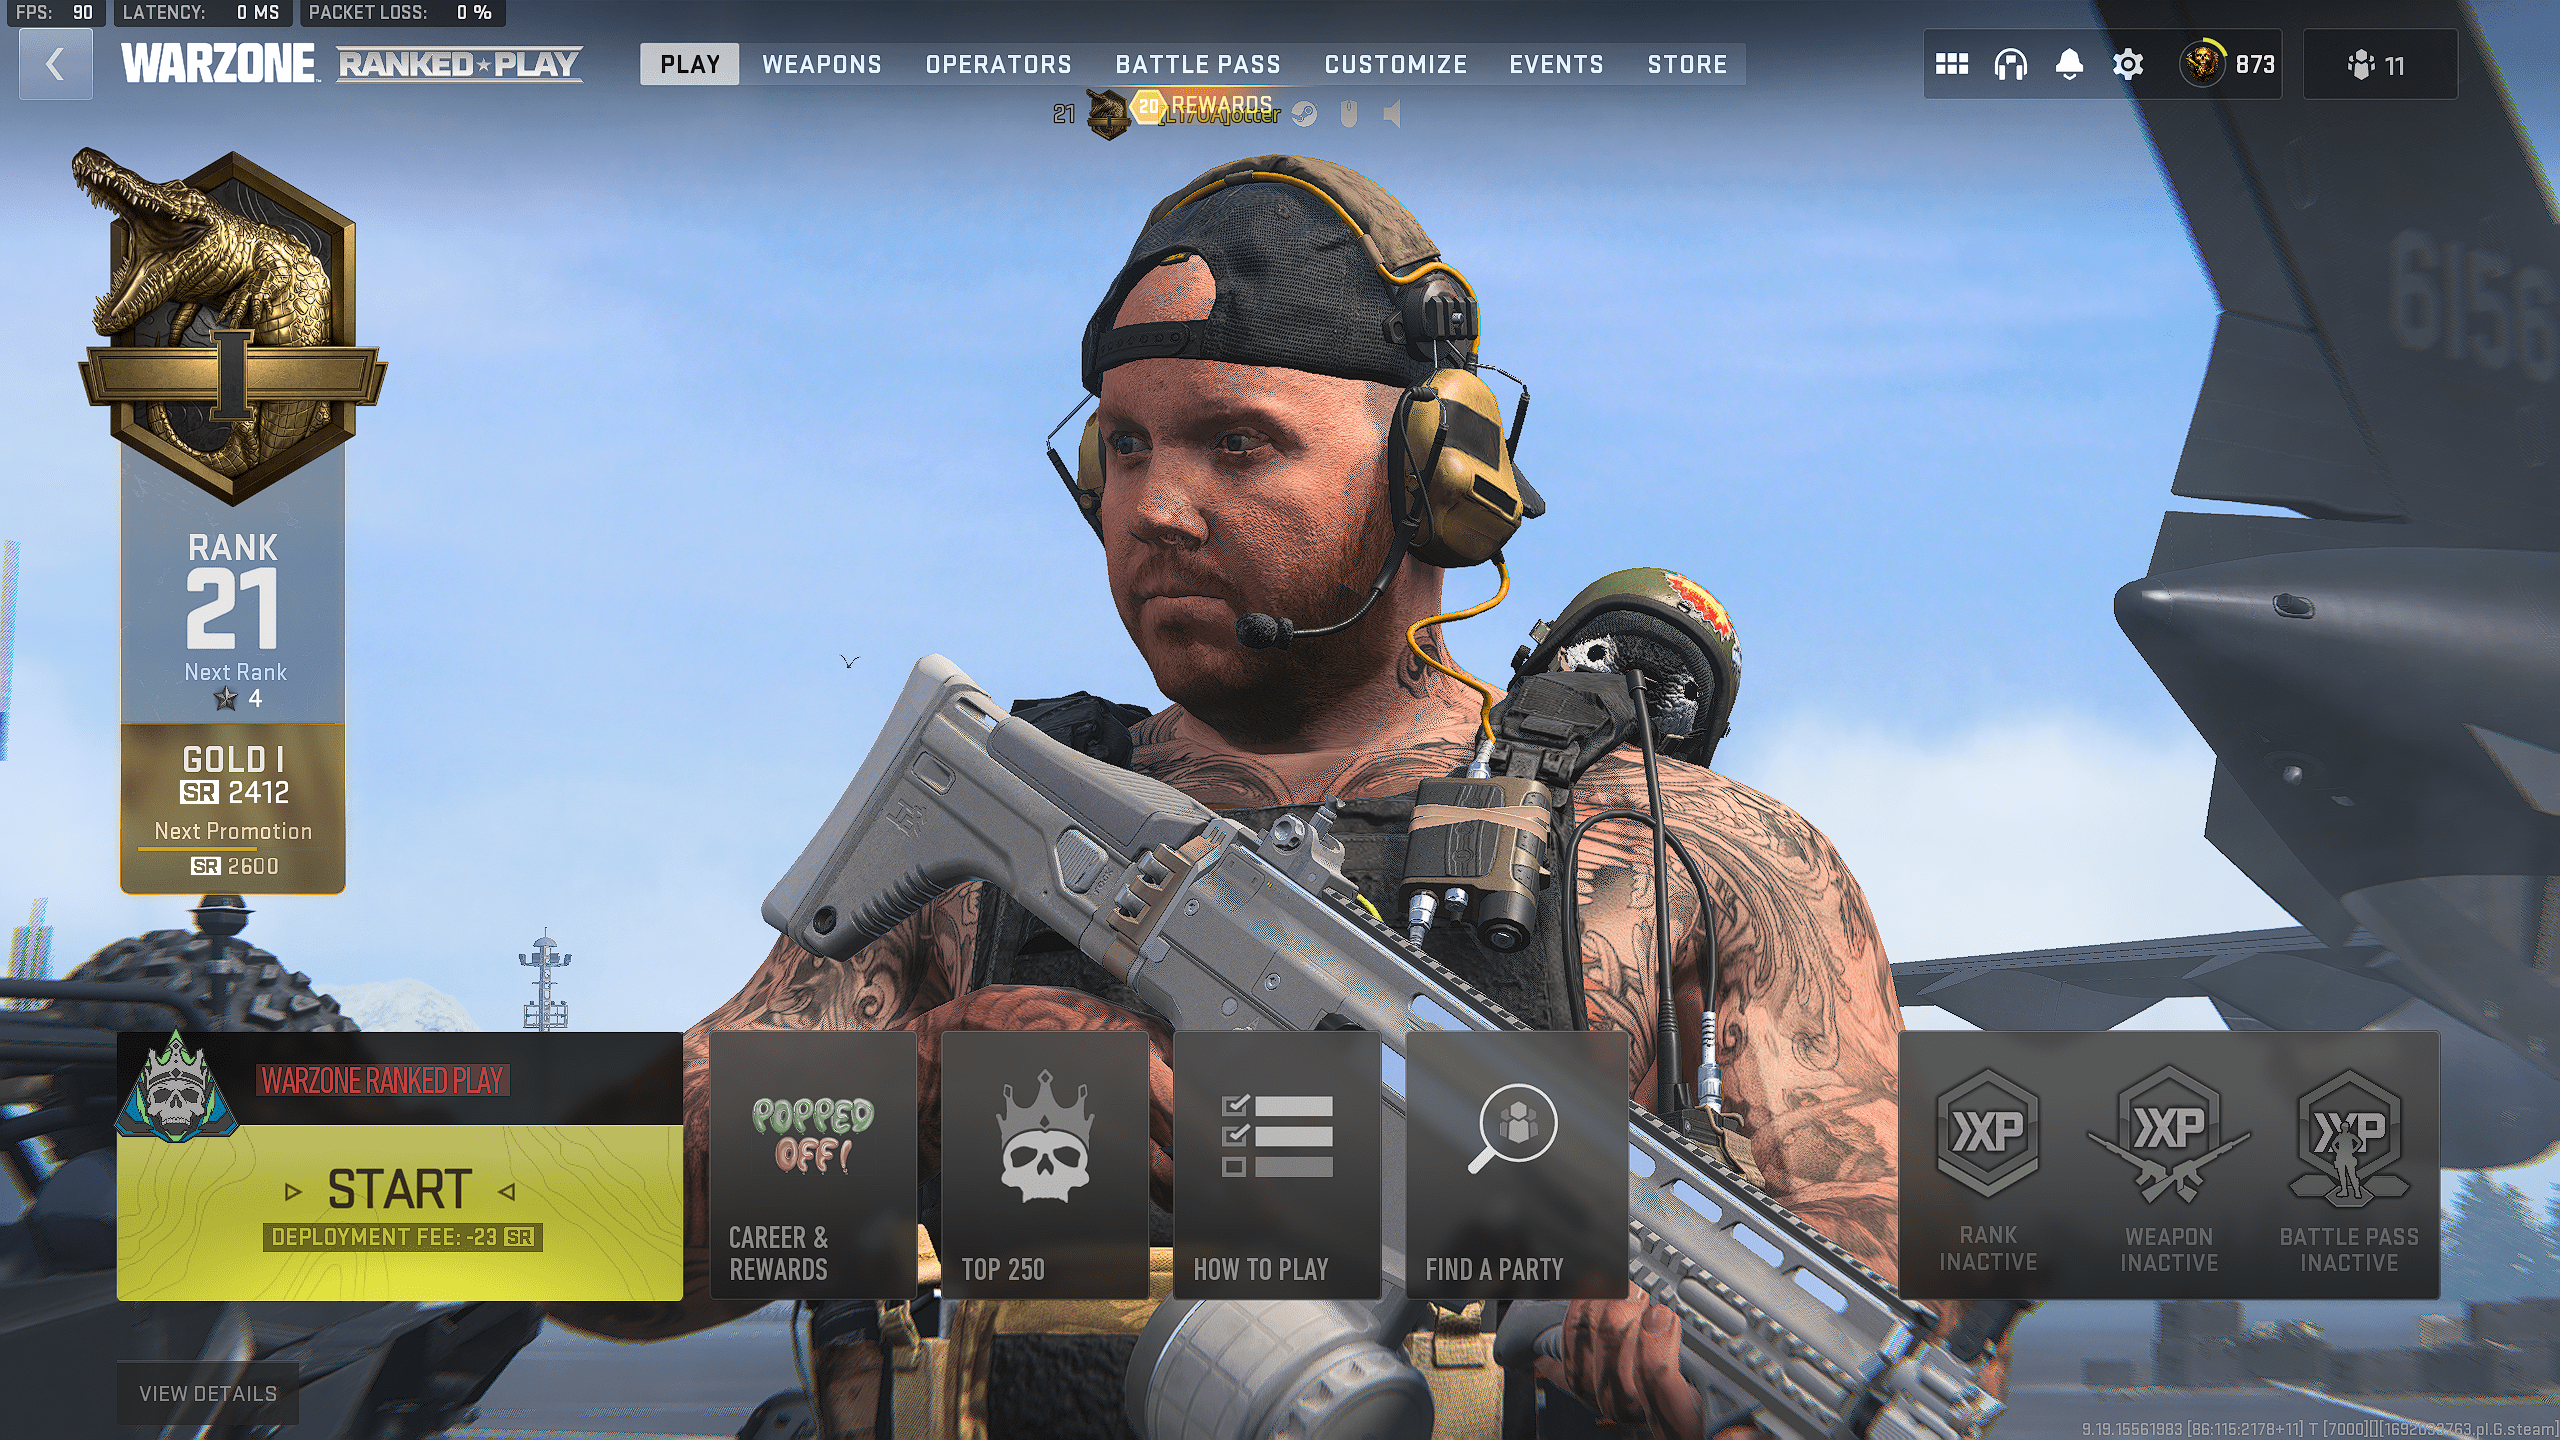 FPS: 90 LATENCY: 0 MS PACKET LOSS: 0 %
WARZONE RANKED PLAY
PLAY WEAPONS OPERATORS BATTLE PASS CUSTOMIZE EVENTS STORE
873
11
21
20 REWARDS
I
RANK
21
Next Rank
4
GOLD I
SR 2412
Next Promotion
SR 2600
6156
WARZONE RANKED PLAY
START
DEPLOYMENT FEE: -23 SR
POPPED
OFF!
CAREER &
REWARDS
TOP 250
HOW TO PLAY
FIND A PARTY
XP
RANK
INACTIVE
XP
WEAPON
INACTIVE
XP
BATTLE PASS
INACTIVE
VIEW DETAILS